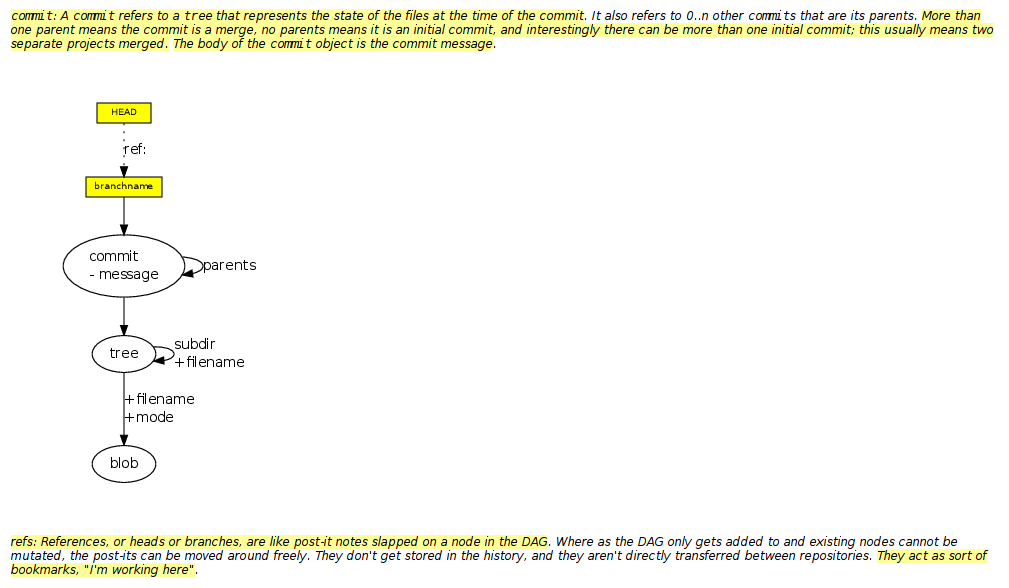 commit: A commit refers to a tree that represents the state of the files at the time of the commit. It also refers to 0..n other commits that are its parents. More than
one parent means the commit is a merge, no parents means it is an initial commit, and interestingly there can be more than one initial commit; this usually means two
separate projects merged. The body of the commit object is the commit message.
HEAD
ref:
branchname
commit
- message
parents
tree
subdir
+filename
+filename
+mode
blob
refs: References, or heads or branches, are like post-it notes slapped on a node in the DAG. Where as the DAG only gets added to and existing nodes cannot be
mutated, the post-its can be moved around freely. They don't get stored in the history, and they aren't directly transferred between repositories. They act as sort of
bookmarks, "I'm working here".